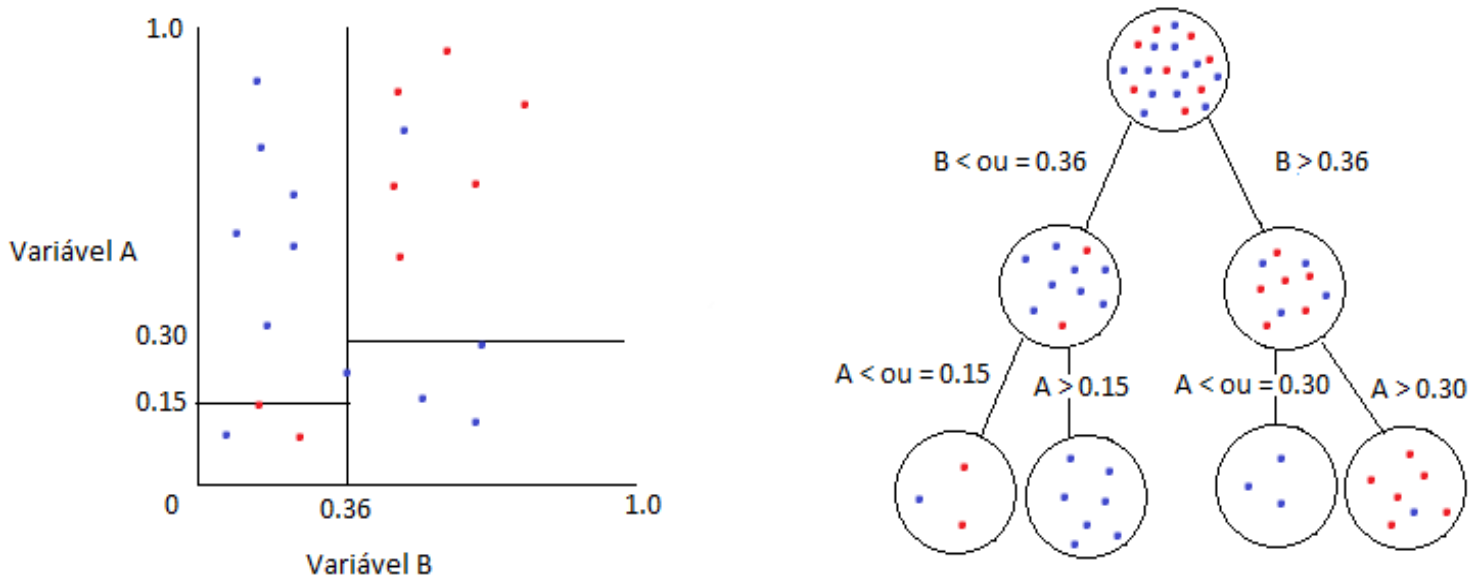 1.0
Variável A
0.30
0.15
0
0.36
1.0
Variável B
B < ou = 0.36
B > 0.36
A < ou = 0.15
A > 0.15
A < ou = 0.30
A > 0.30